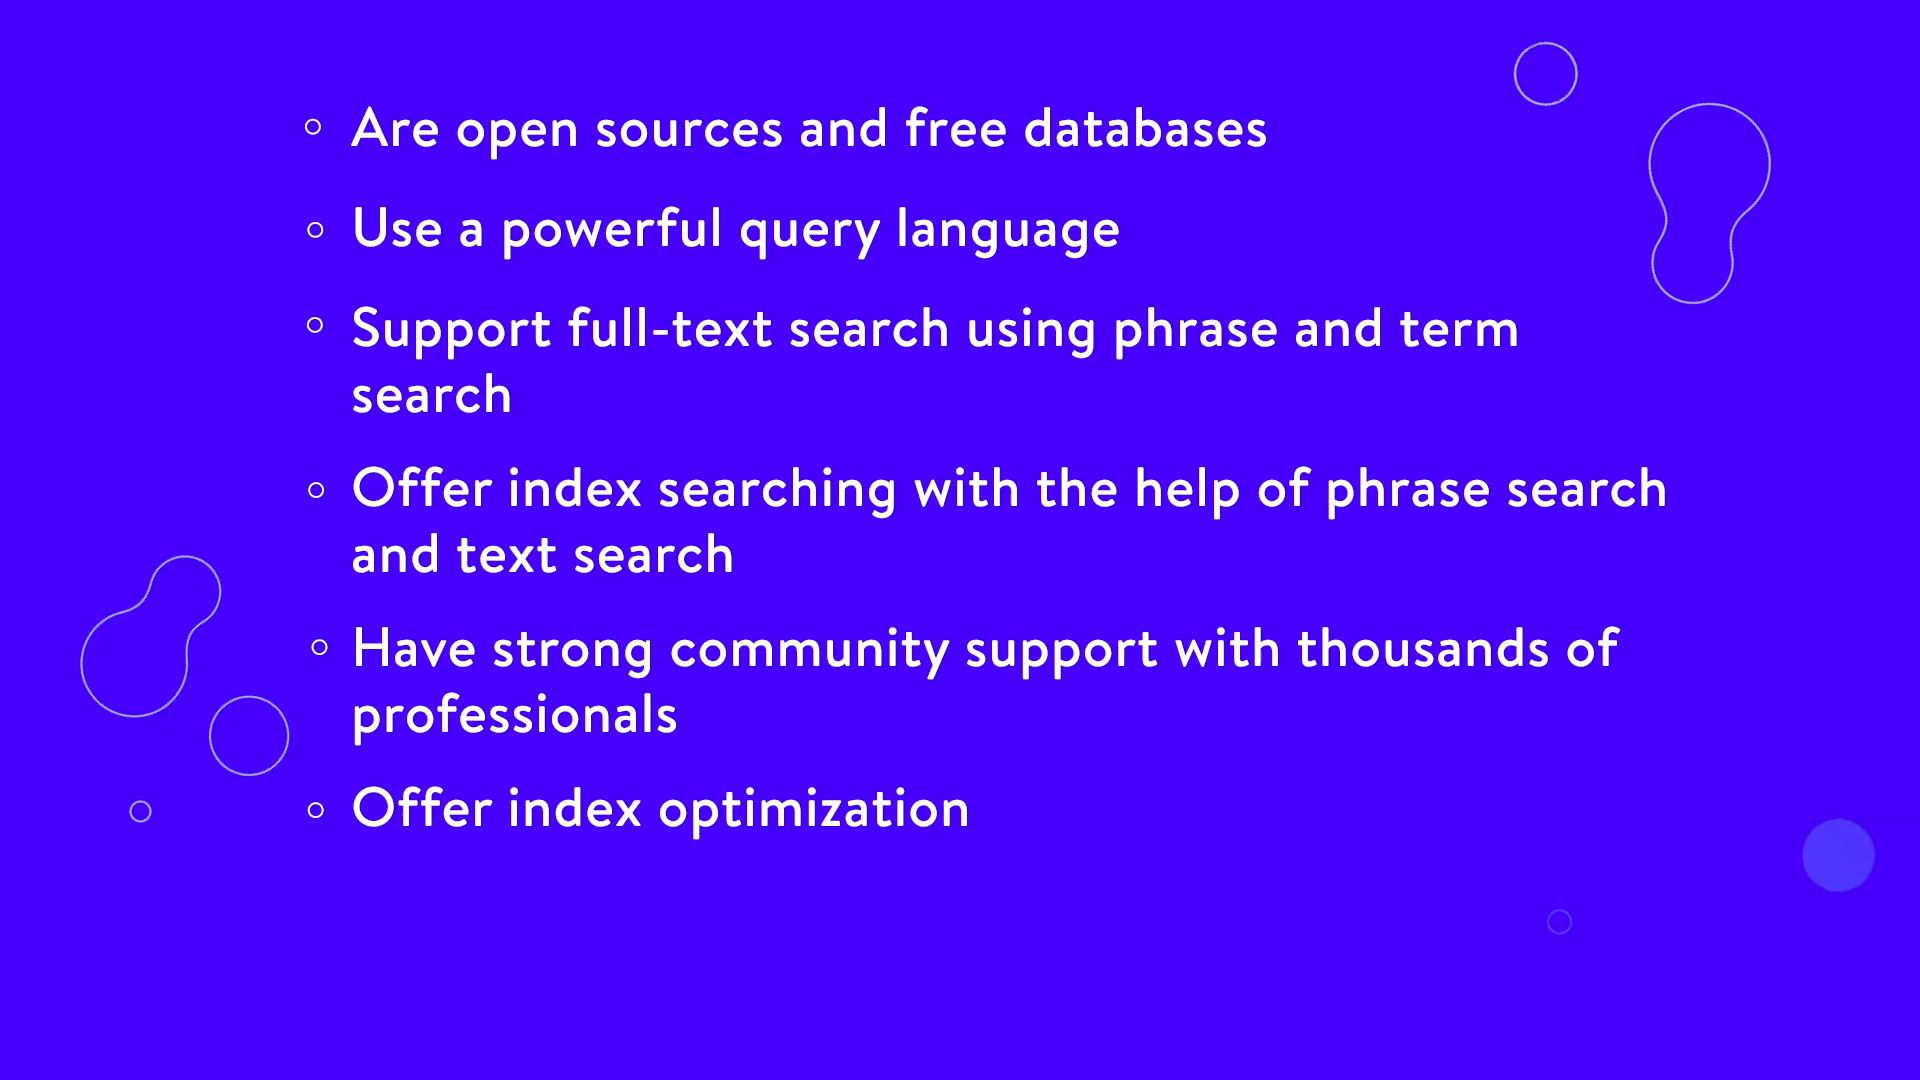 Are open sources and free databases
Use a powerful query language
Support full-text search using phrase and term
search
Offer index searching with the help of phrase search
and text search
Have strong community support with thousands of
professionals
Offer index optimization